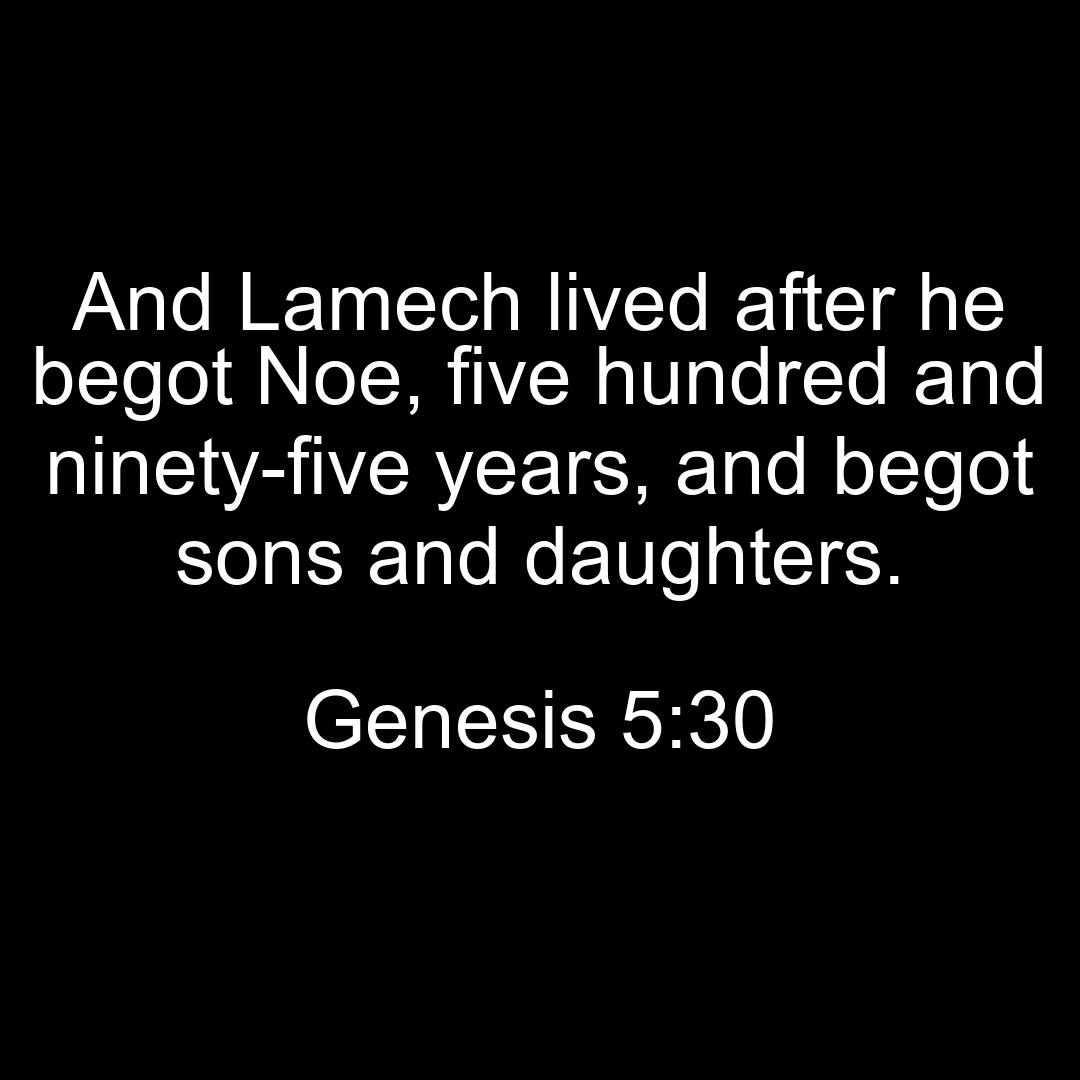 And Lamech lived after he
begot Noe, five hundred and
ninety-five years, and begot
sons and daughters.
Genesis 5:30